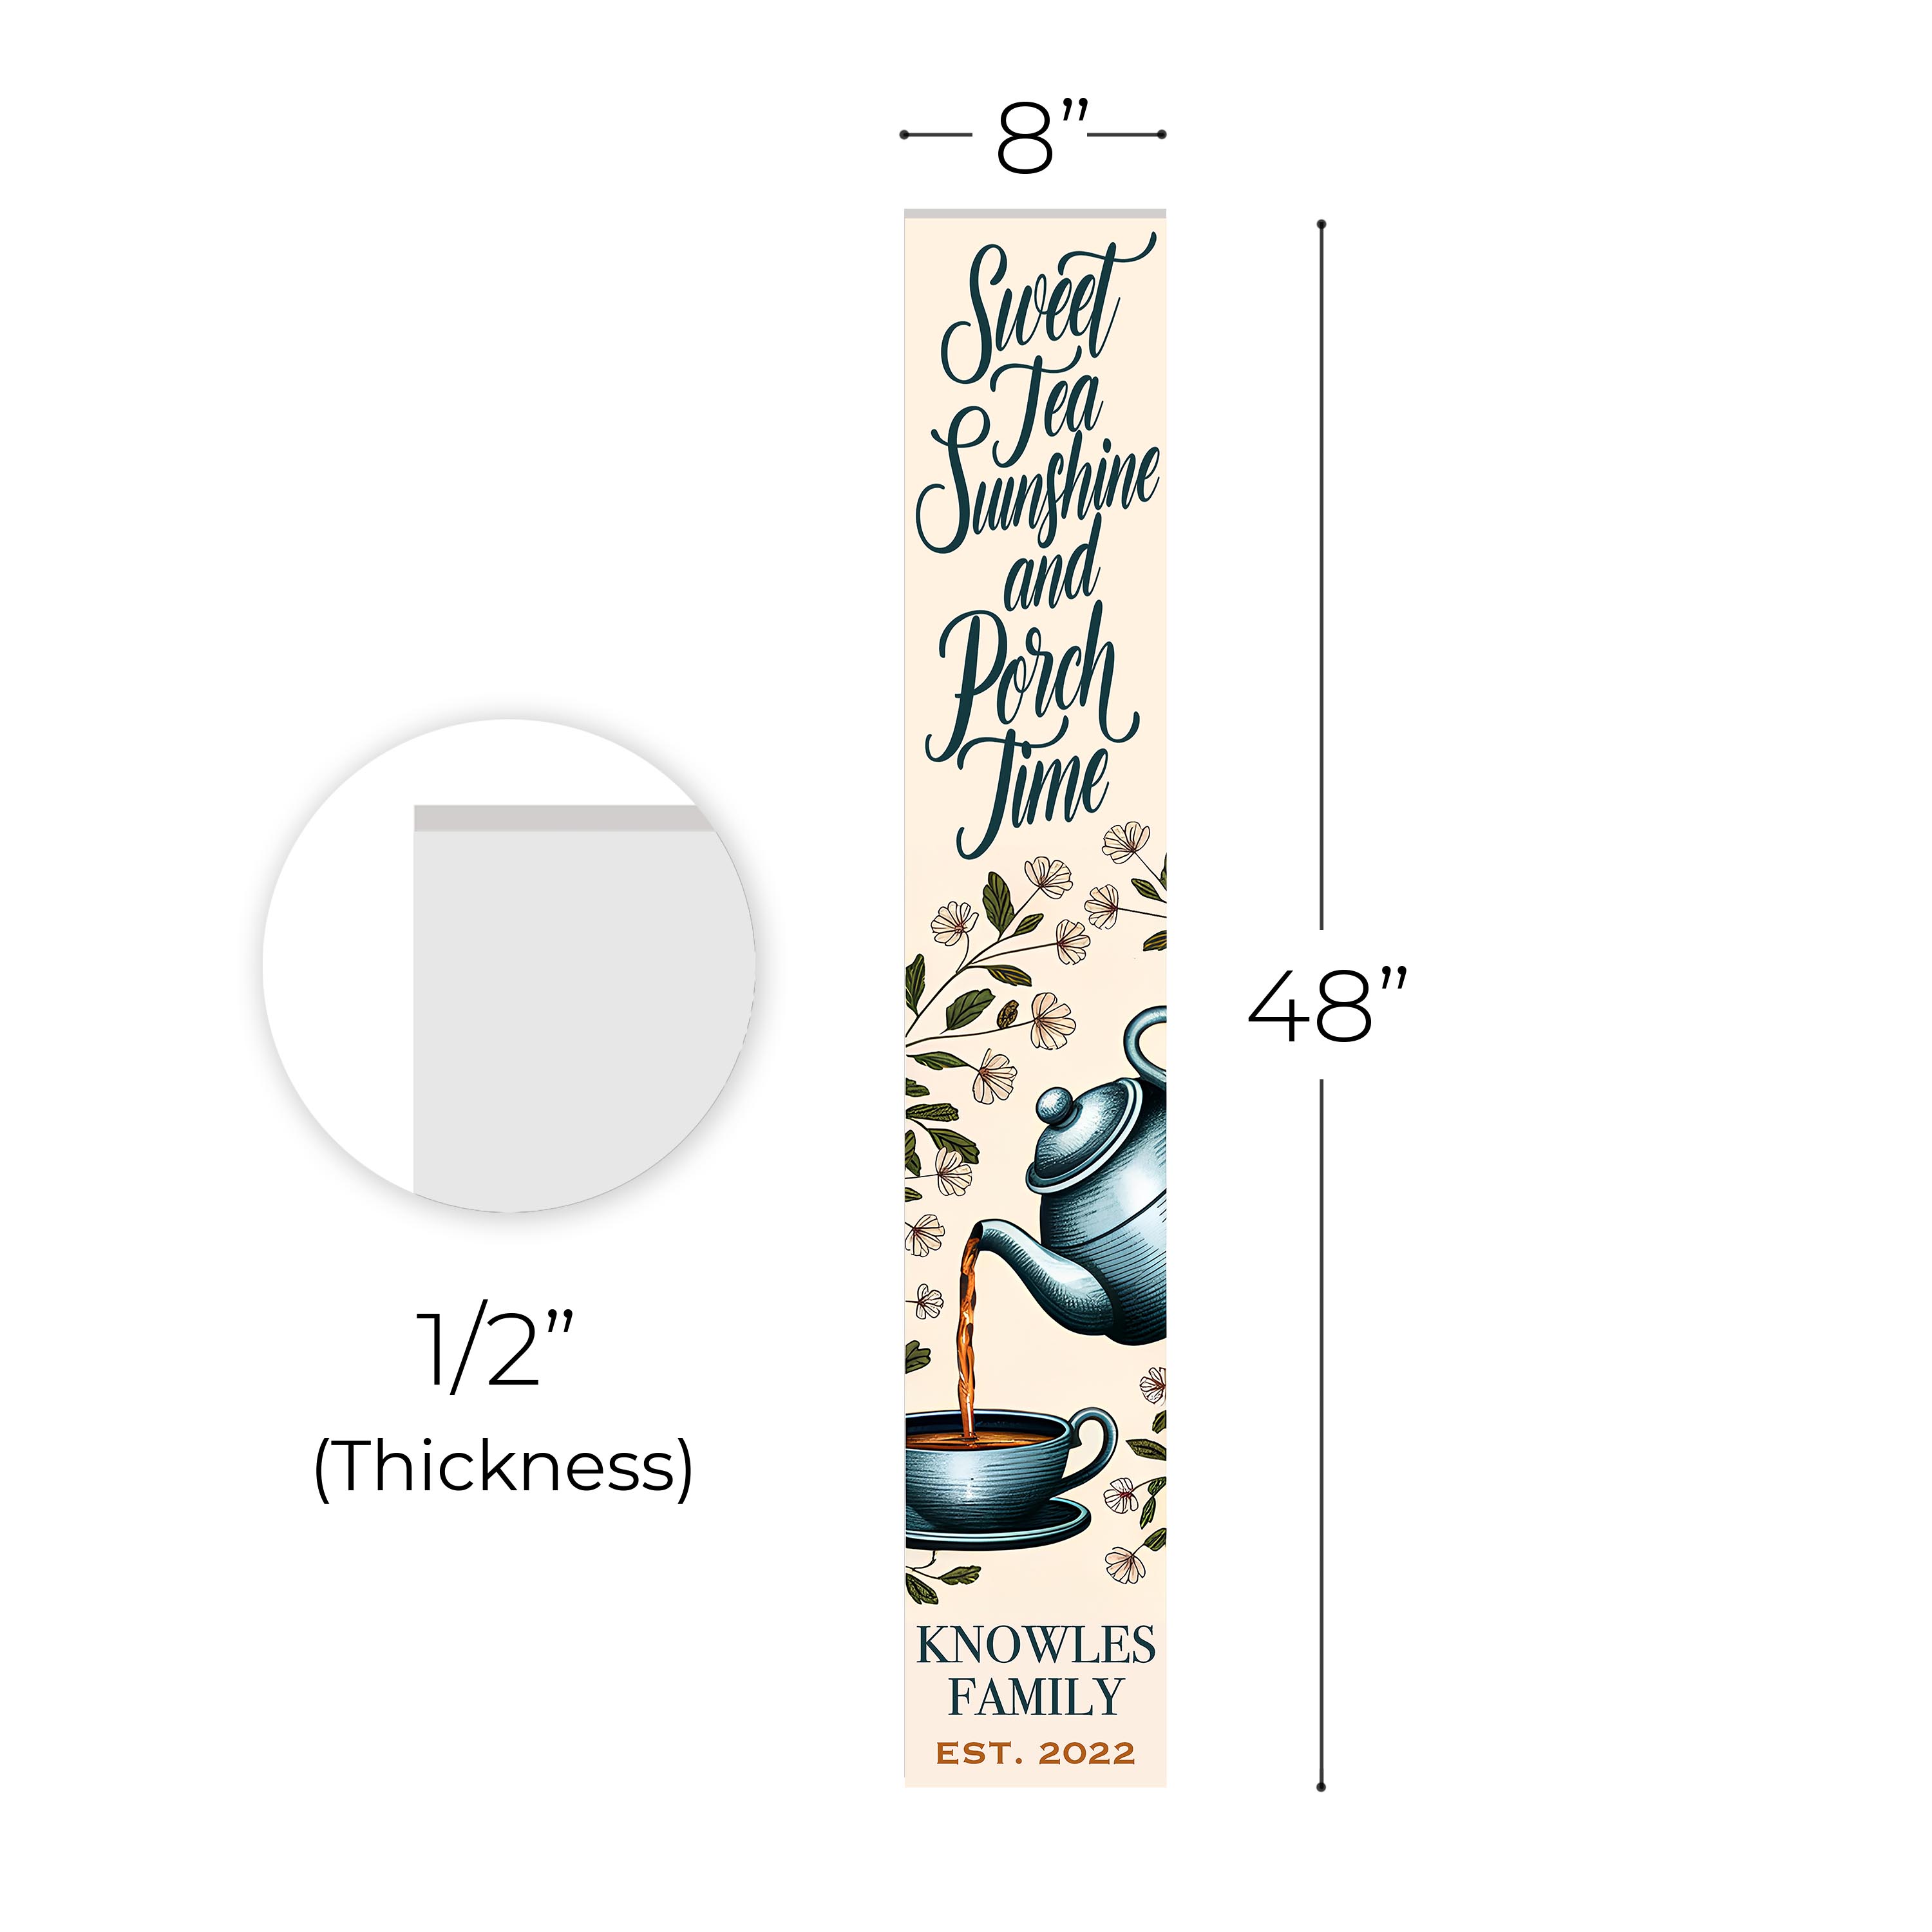 8”
Sweet
Tea
Sunshine
and
Porch
Time
48”
1/2”
(Thickness)
KNOWLES
FAMILY
EST. 2022